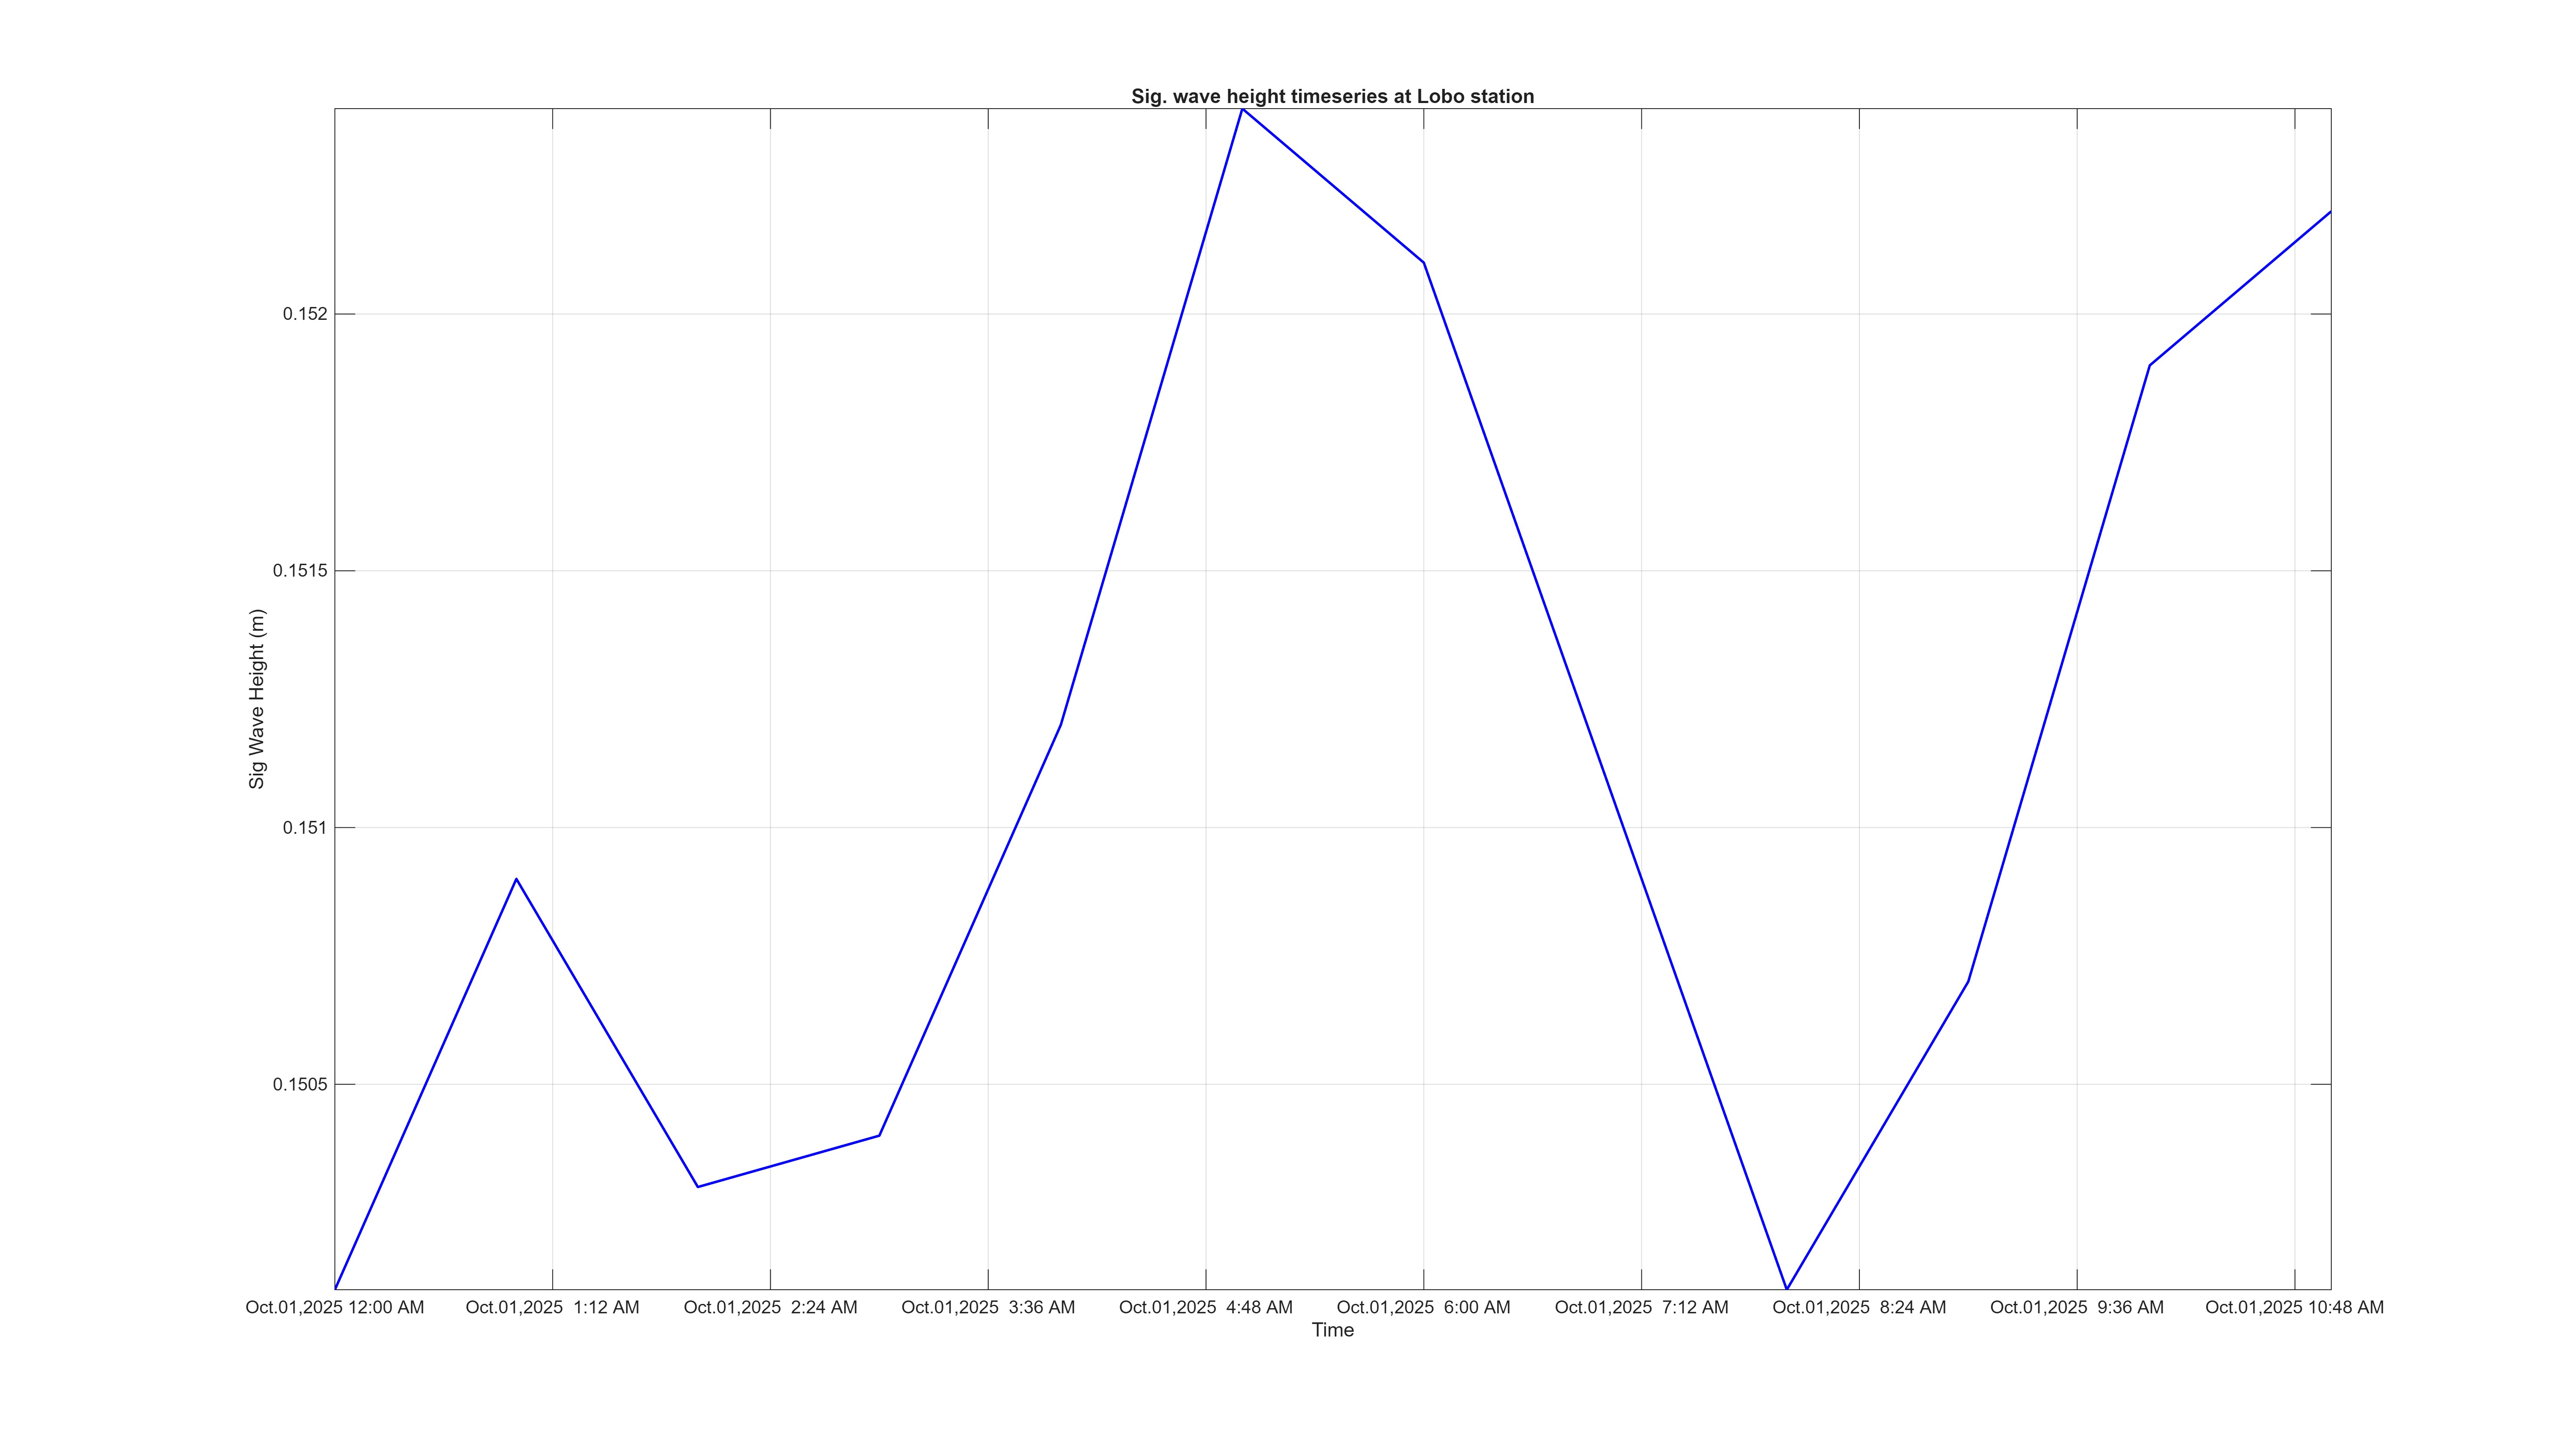 Sig. wave height timeseries at Lobo station
0.152
0.1515
0.151
0.1505
Sig Wave Height (m)
Oct.01,2025 12:00 AM
Oct.01,2025  1:12 AM
Oct.01,2025  2:24 AM
Oct.01,2025  3:36 AM
Oct.01,2025  4:48 AM
Oct.01,2025  6:00 AM
Oct.01,2025  7:12 AM
Oct.01,2025  8:24 AM
Oct.01,2025  9:36 AM
Oct.01,2025 10:48 AM
Time